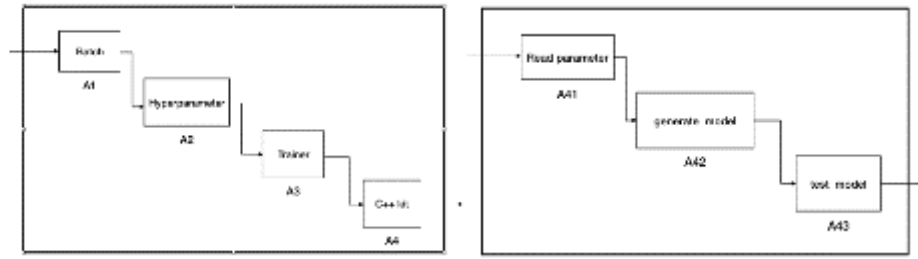 Batch
A1
Hyperparameter
A2
Trainer
A3
A4
Read parameter
A41
generate model
A42
test model
A43